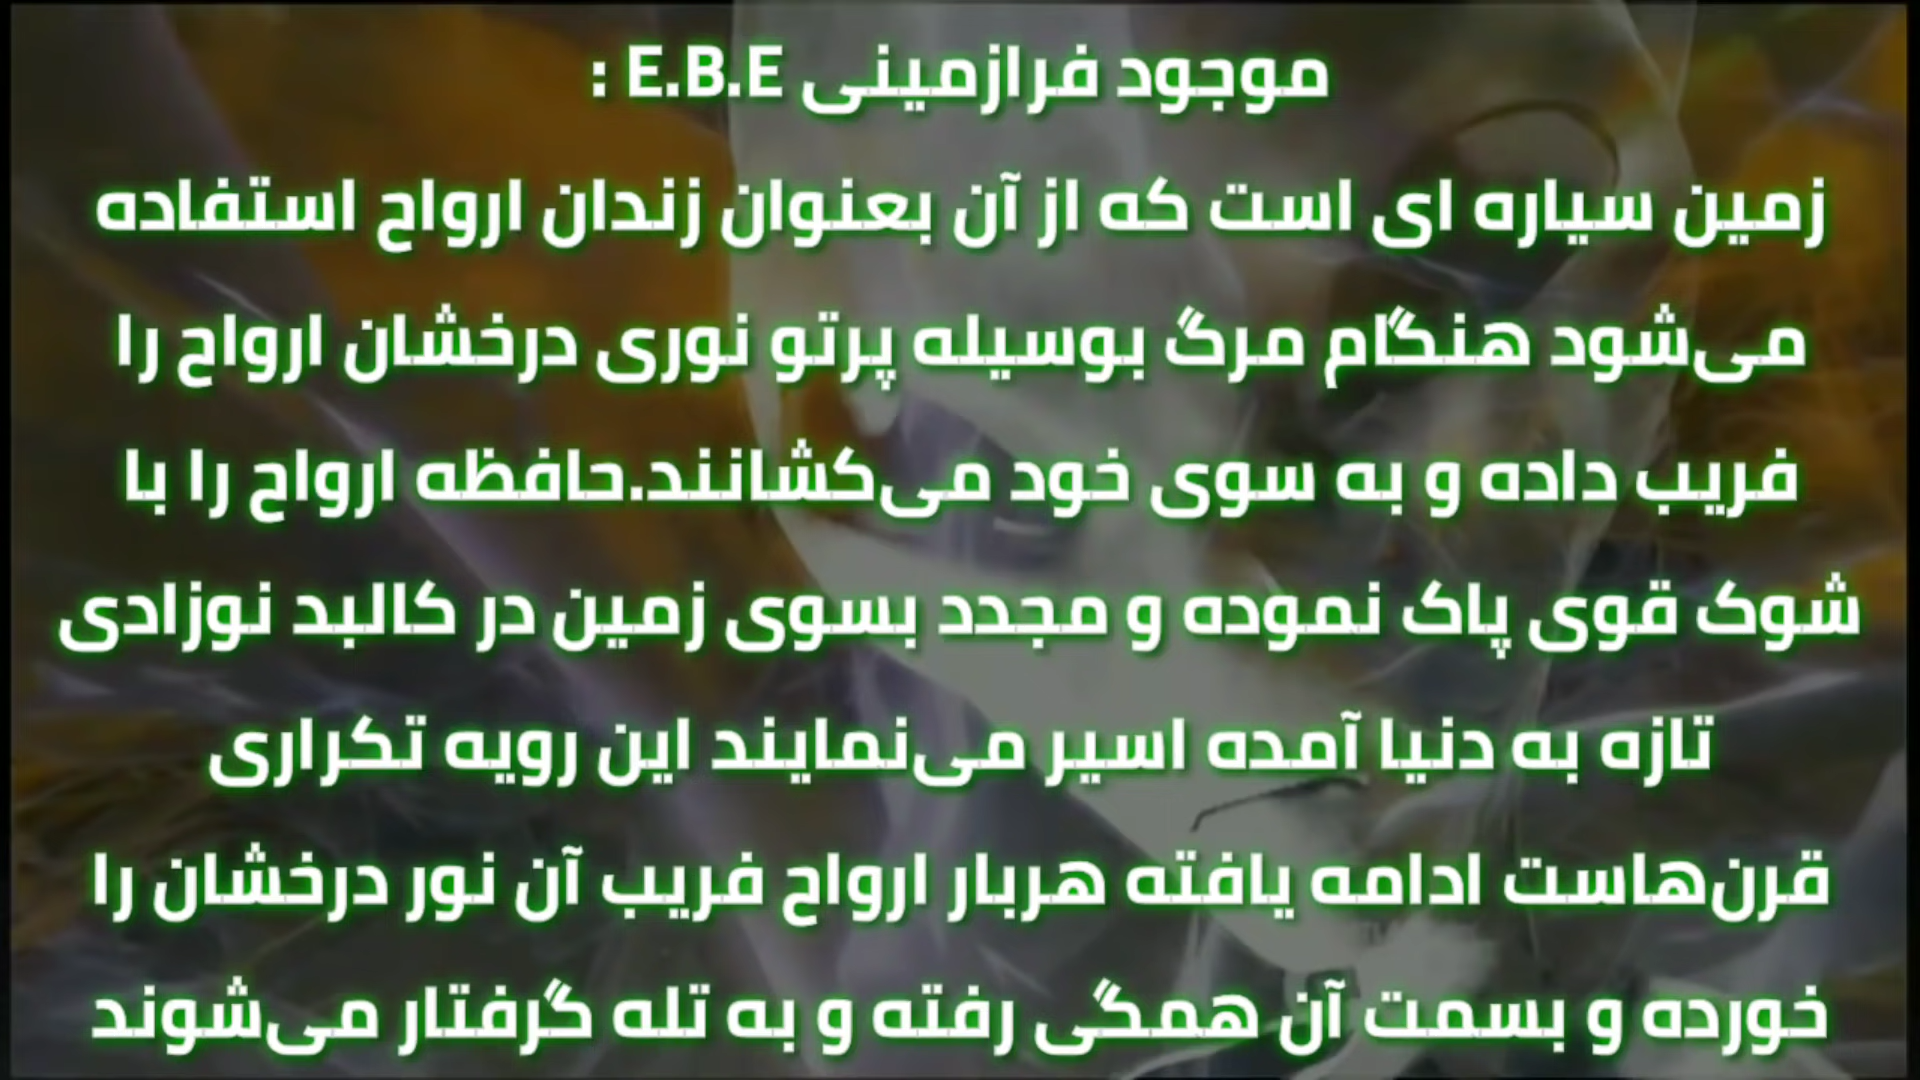 موجود فرازمینی E.B.E :
زمین سیاره ای است که از آن بعنوان زندان ارواح استفاده
می‌شود هنگام مرگ بوسیله پرتو نوری درخشان ارواح را
فریب داده و به سوی خود می‌کشانند.حافظه ارواح را با
شوک قوی پاک نموده و مجدد بسوی زمین در کالبد نوزادی
تازه به دنیا آمده اسیر می‌نمایند این رویه تکراری
قرن‌هاست ادامه یافته هربار ارواح فریب آن نور درخشان را
خورده و بسمت آن همگی رفته و به تله گرفتار می‌شوند